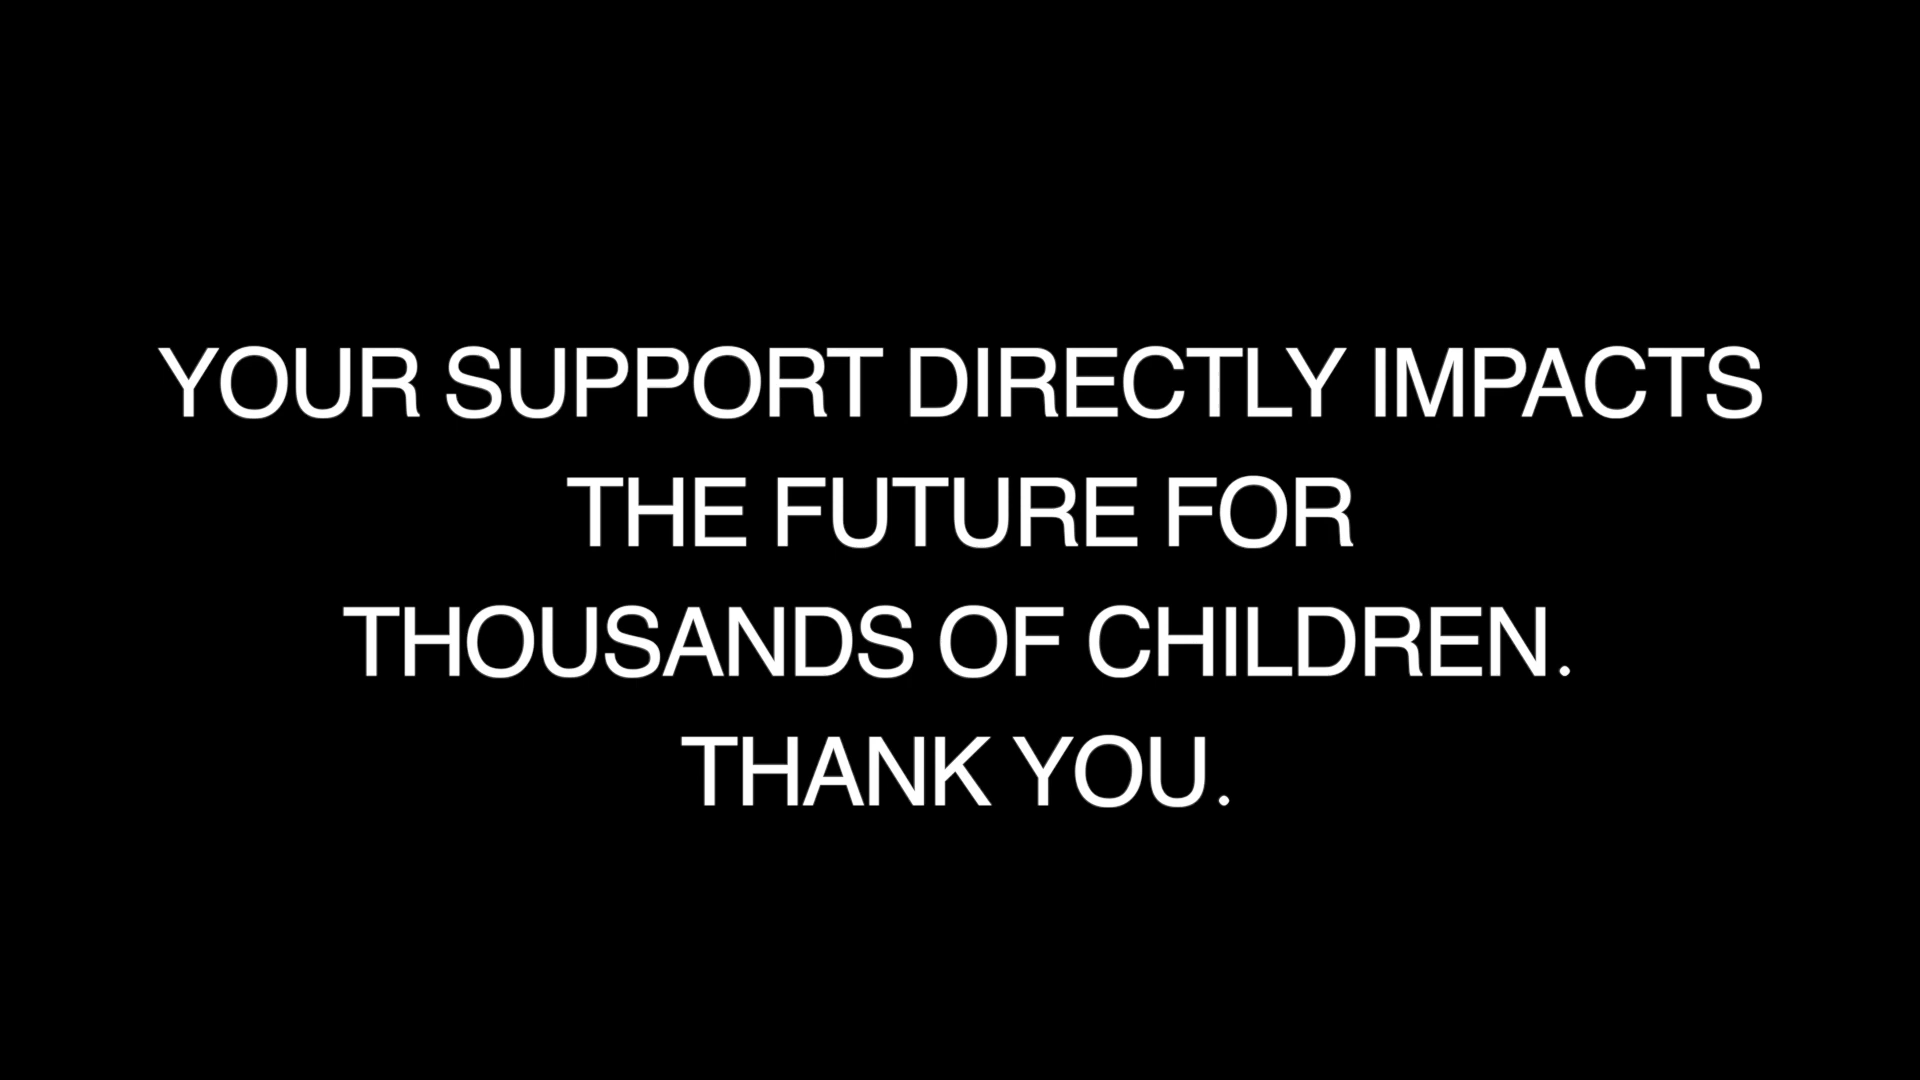 YOUR SUPPORT DIRECTLY IMPACTS
THE FUTURE FOR
THOUSANDS OF CHILDREN.
THANK YOU.